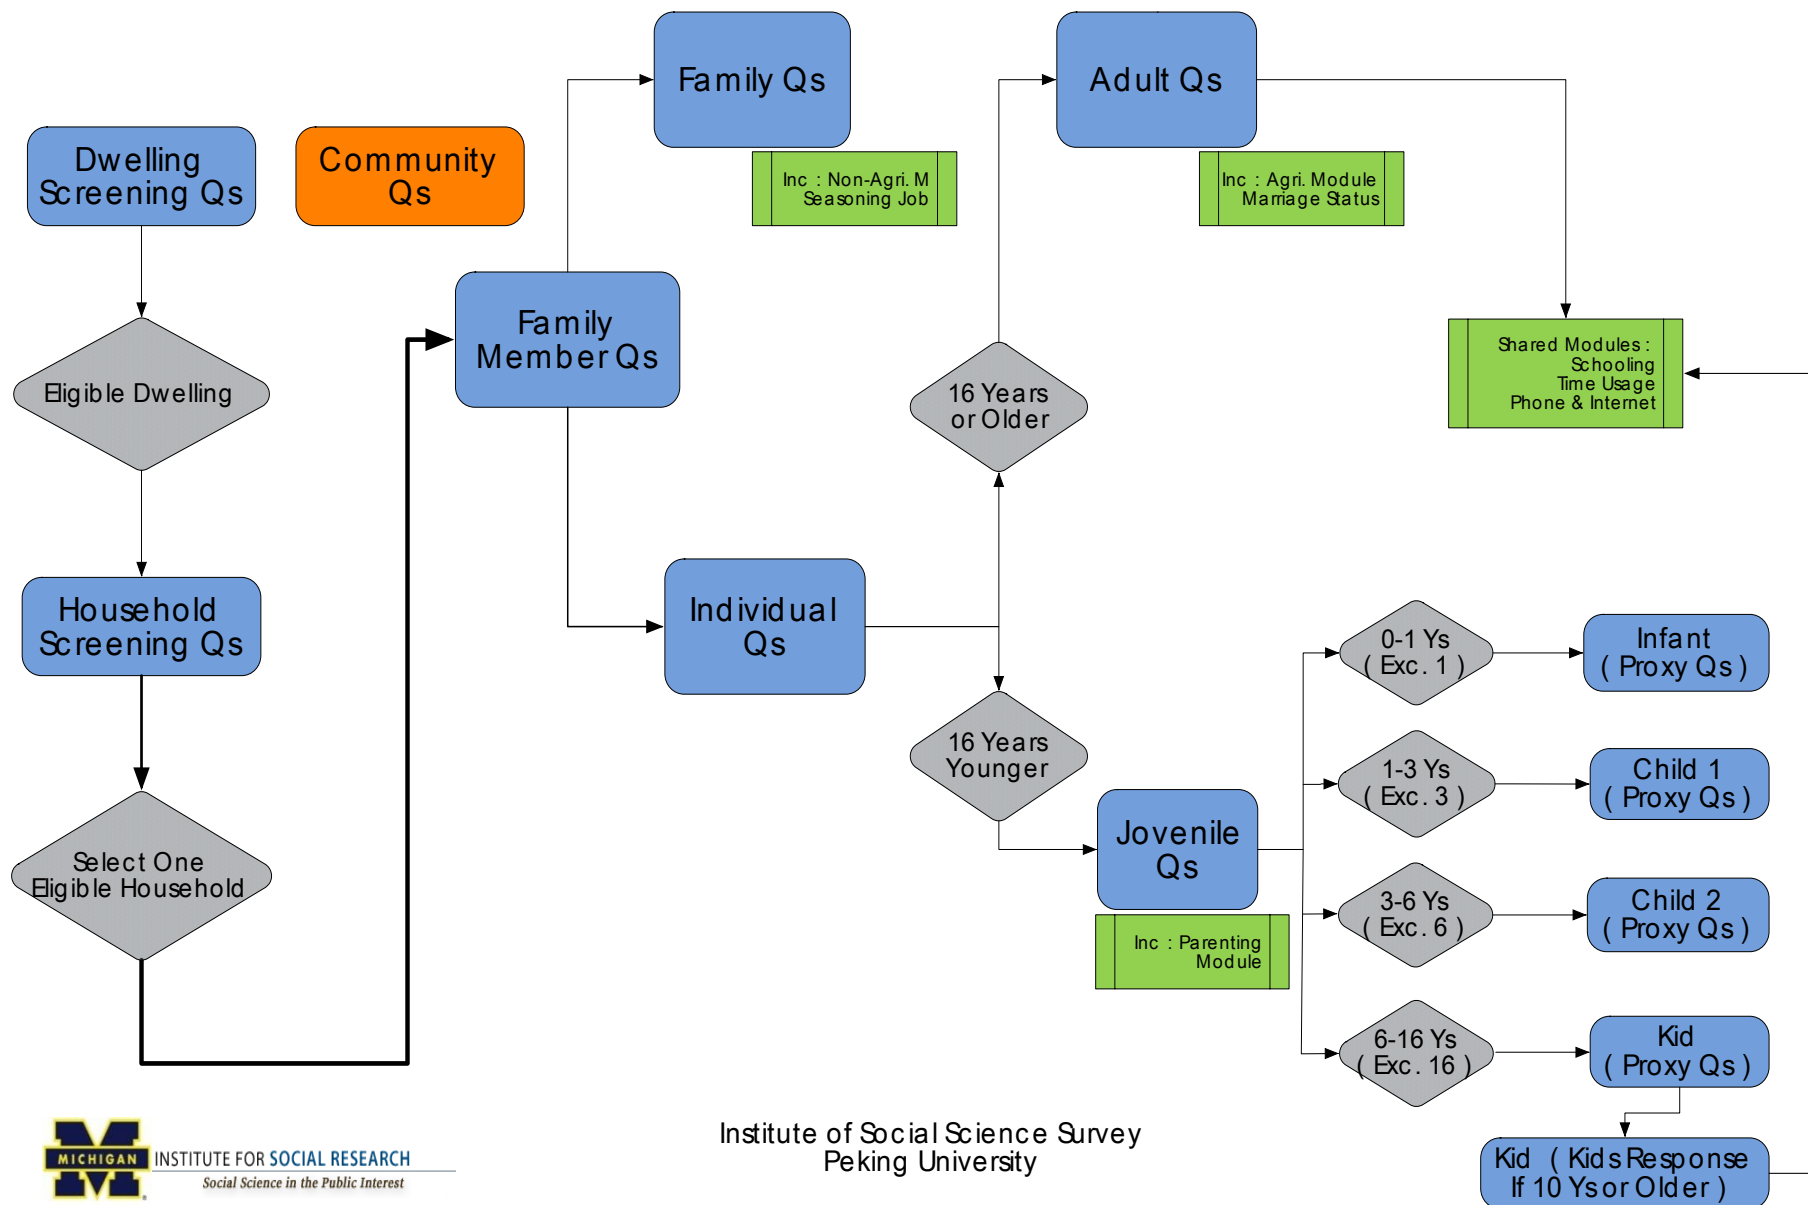 Dwelling
Screening Qs
Community
Qs
Family Qs
Adult Qs
Inc : Non-Agri. M
Seasoning Job
Inc : Agri. Module
Marriage Status
Family
Member Qs
Eligible Dwelling
16 Years
or Older
Shared Modules :
Schooling
Time Usage
Phone & Internet
Household
Screening Qs
Individual
Qs
0-1 Ys
( Exc. 1 )
Infant
( Proxy Qs )
16 Years
Younger
1-3 Ys
( Exc. 3 )
Child 1
( Proxy Qs )
Jovenile
Qs
Select One
Eligible Household
3-6 Ys
( Exc. 6 )
Child 2
( Proxy Qs )
Inc : Parenting
Module
6-16 Ys
( Exc. 16 )
Kid
( Proxy Qs )
Kid ( Kids Response
If 10 Ys or Older )
Institute of Social Science Survey
Peking University
M
MICHIGAN
INSTITUTE FOR SOCIAL RESEARCH
Social Science in the Public Interest